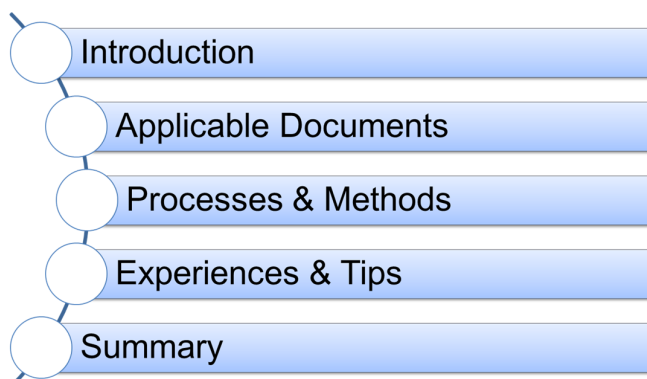 Introduction
Applicable Documents
Processes & Methods
Experiences & Tips
Summary